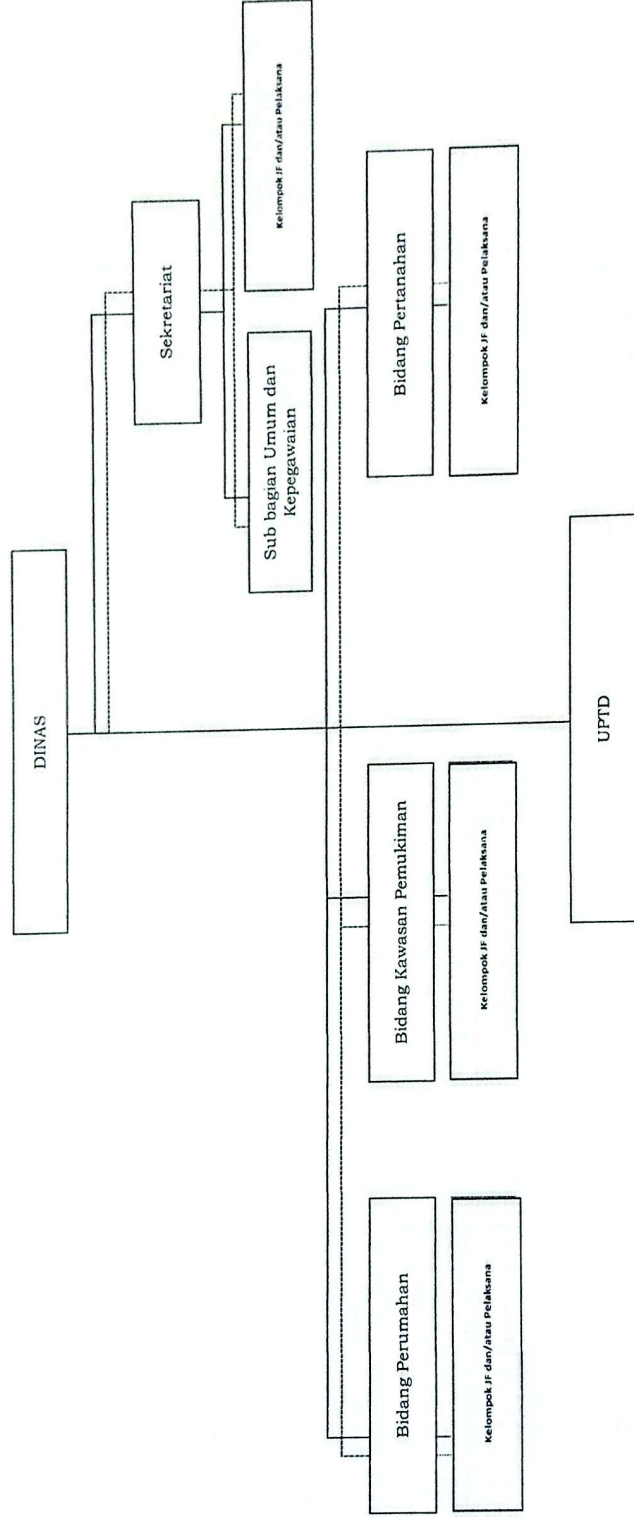 DINAS
Sekretariat
Sub bagian Umum dan
Kepegawaian
Kelompok JF dan/atau Pelaksana
Bidang Perumahan
Bidang Kawasan Pemukiman
Bidang Pertanahan
Kelompok JF dan/atau Pelaksana
Kelompok JF dan/atau Pelaksana
Kelompok JF dan/atau Pelaksana
UPTD